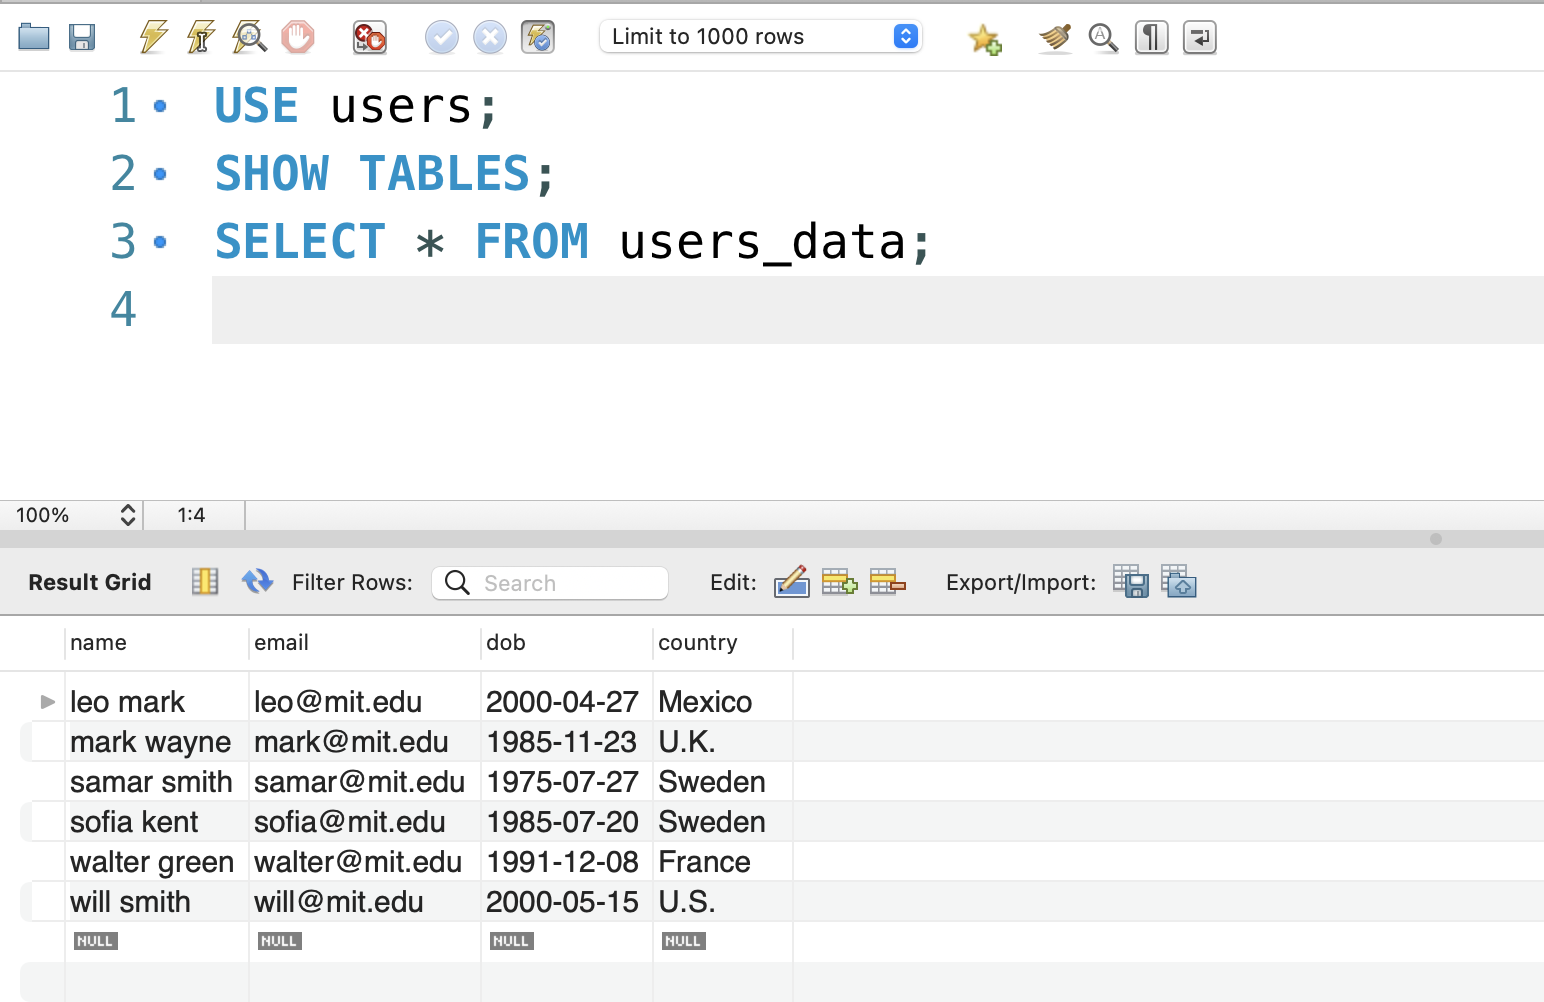 Limit to 1000 rows
1 USE users;
2 SHOW TABLES;
3 SELECT * FROM users_data;
4
100% 1:4
Result Grid Filter Rows: Search Edit: Export/Import:
name email dob country
leo mark leo@mit.edu 2000-04-27 Mexico
mark wayne mark@mit.edu 1985-11-23 U.K.
samar smith samar@mit.edu 1975-07-27 Sweden
sofia kent sofia@mit.edu 1985-07-20 Sweden
walter green walter@mit.edu 1991-12-08 France
will smith will@mit.edu 2000-05-15 U.S.
NULL NULL NULL NULL